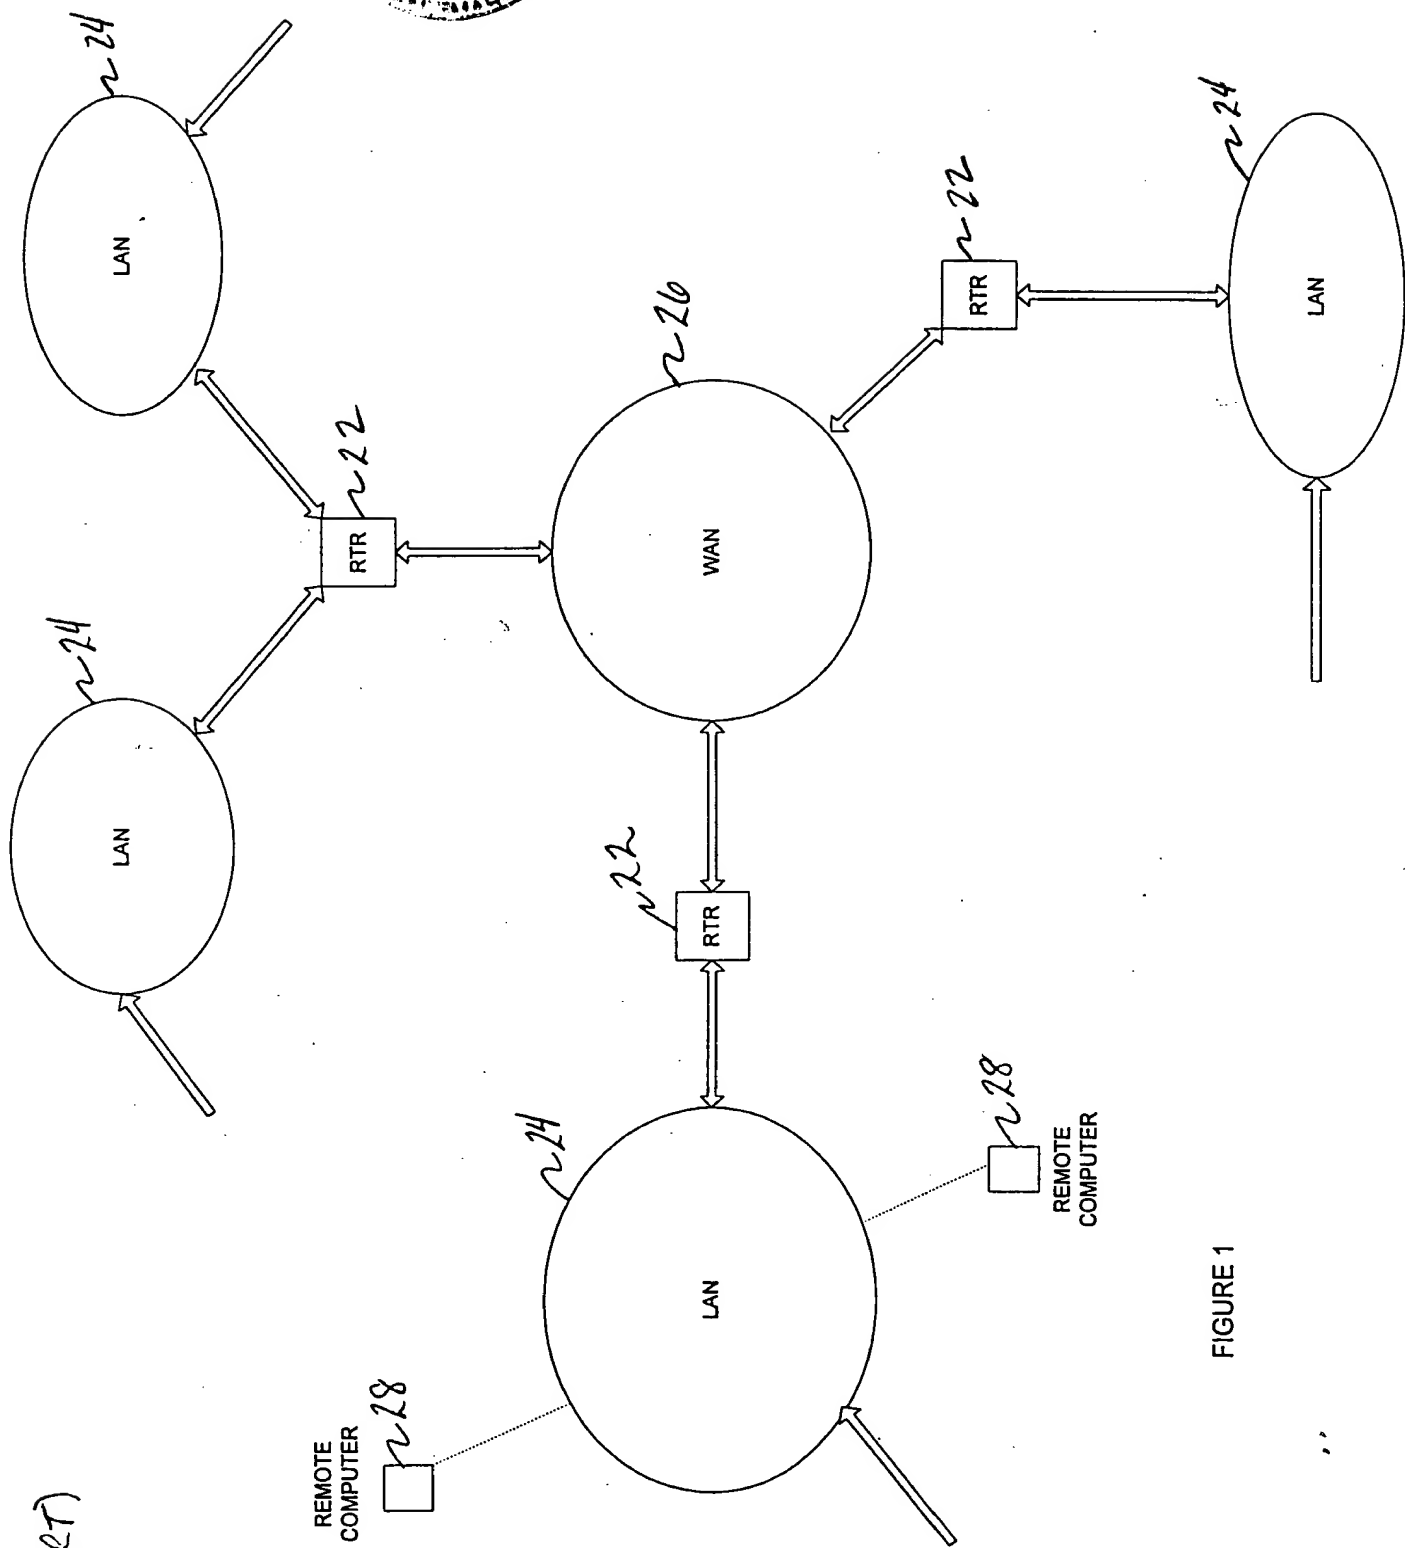 24
24
LAN
LAN
REMOTE
COMPUTER
28
22
RTR
24
22
26
LAN
RTR
WAN
22
RTR
28
REMOTE
COMPUTER
24
LAN
FIGURE 1